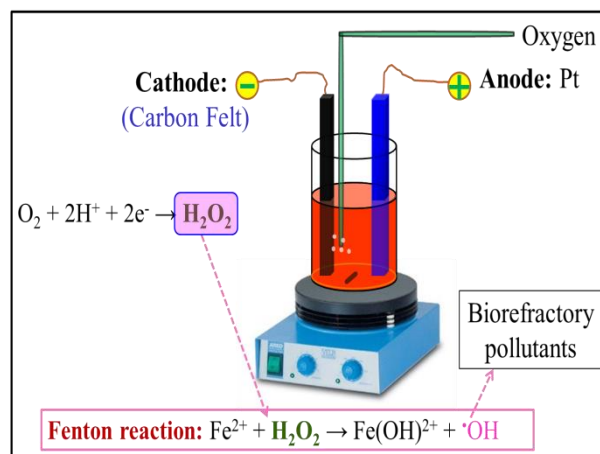 Oxygen
Cathode:
(Carbon Felt)
Anode: Pt
O₂ + 2H⁺ + 2e⁻ → H₂O₂
Biorefractory
pollutants
Fenton reaction: Fe²⁺ + H₂O₂ → Fe(OH)²⁺ + ˙OH